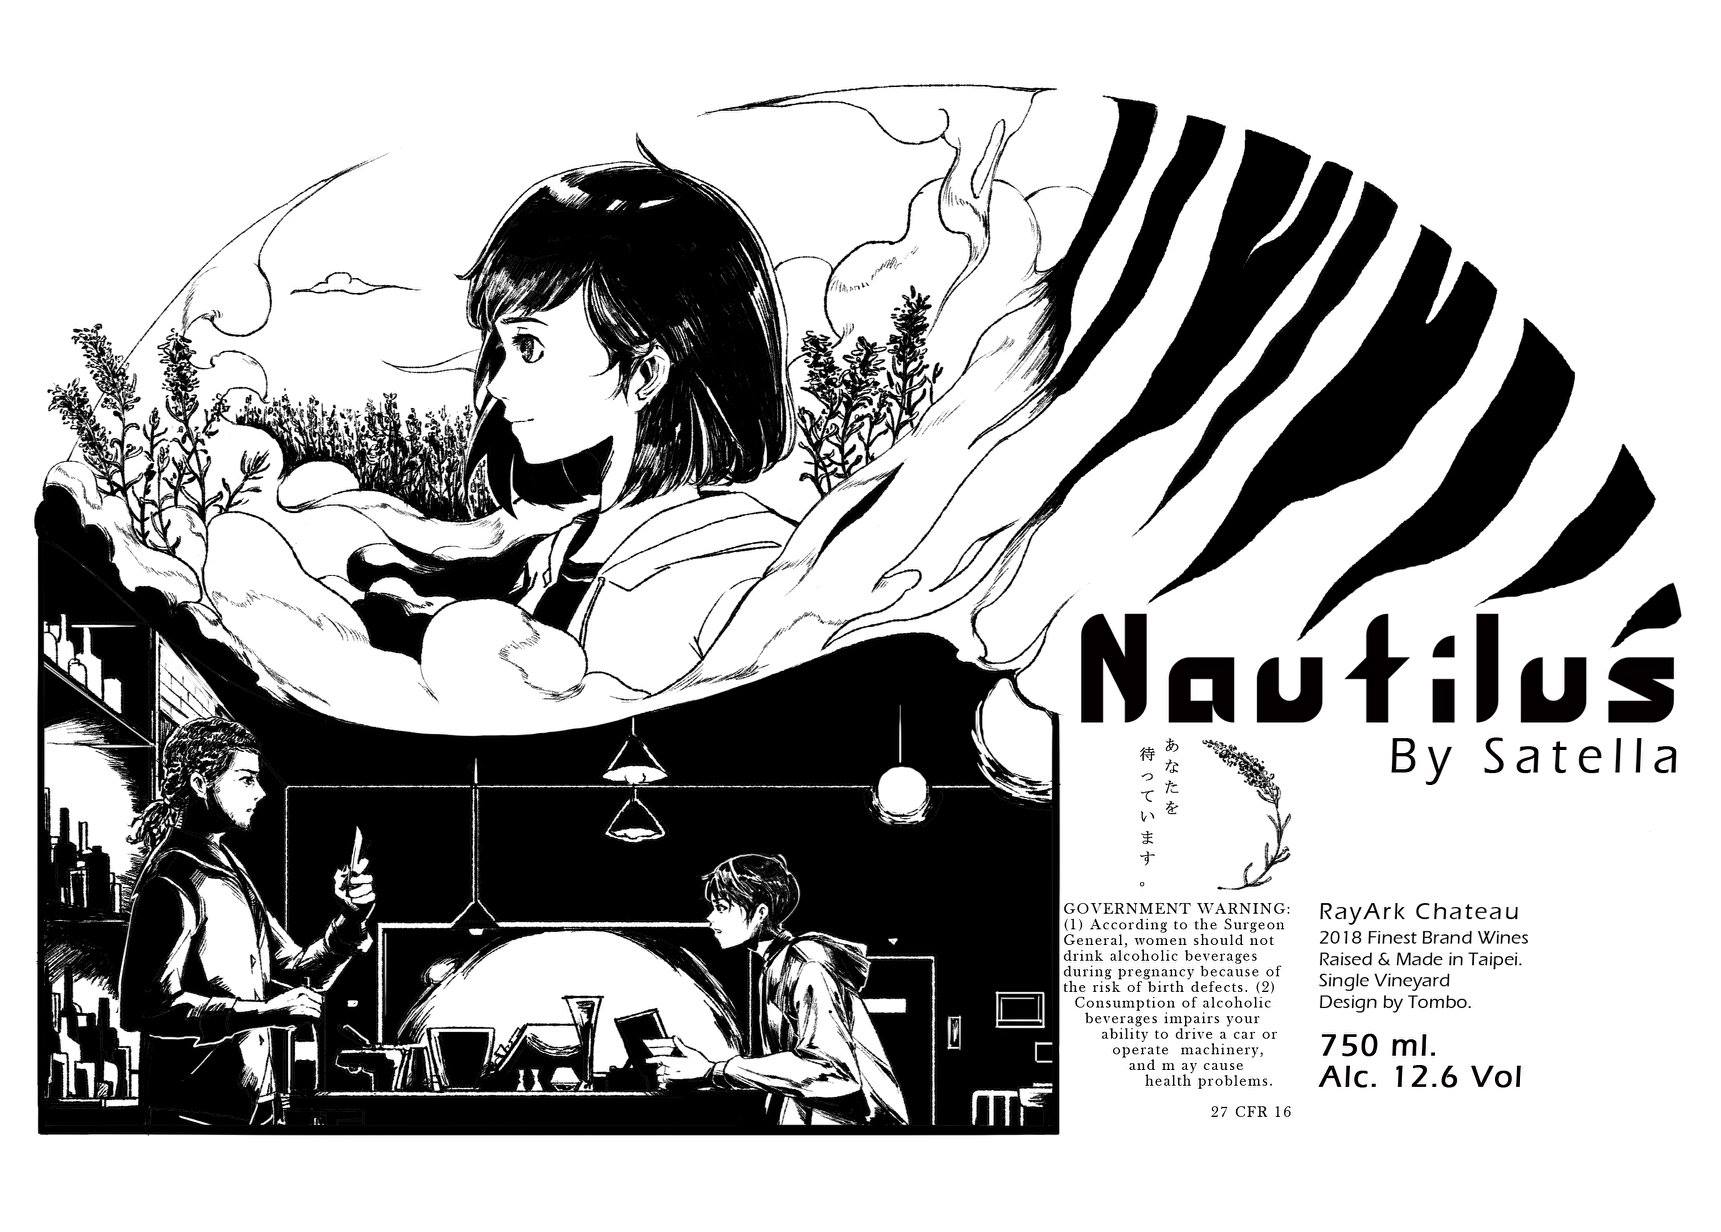 Nautilus
By Satella
あなたを
待っています。
GOVERNMENT WARNING:
(1) According to the Surgeon
General, women should not
drink alcoholic beverages
during pregnancy because of
the risk of birth defects. (2)
Consumption of alcoholic
beverages impairs your
ability to drive a car or
operate machinery,
and m ay cause
health problems.
27 CFR 16
RayArk Chateau
2018 Finest Brand Wines
Raised & Made in Taipei.
Single Vineyard
Design by Tombo.
750 ml.
Alc. 12.6 Vol